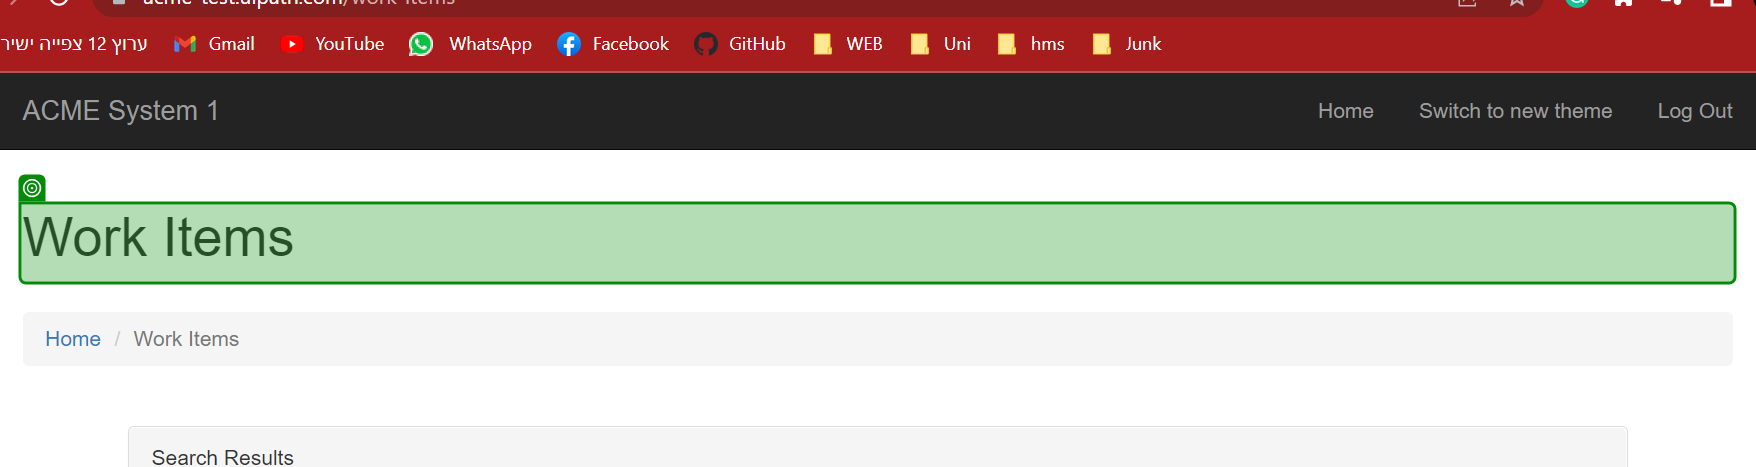 acme-test.uipath.com/work-items
ערוץ 12 צפייה ישיר Gmail YouTube WhatsApp Facebook GitHub WEB Uni hms Junk
ACME System 1 Home Switch to new theme Log Out
Work Items
Home / Work Items
Search Results